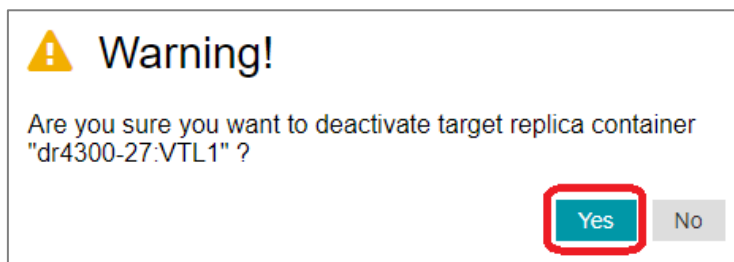 Warning!
Are you sure you want to deactivate target replica container
"dr4300-27:VTL1" ?
Yes No